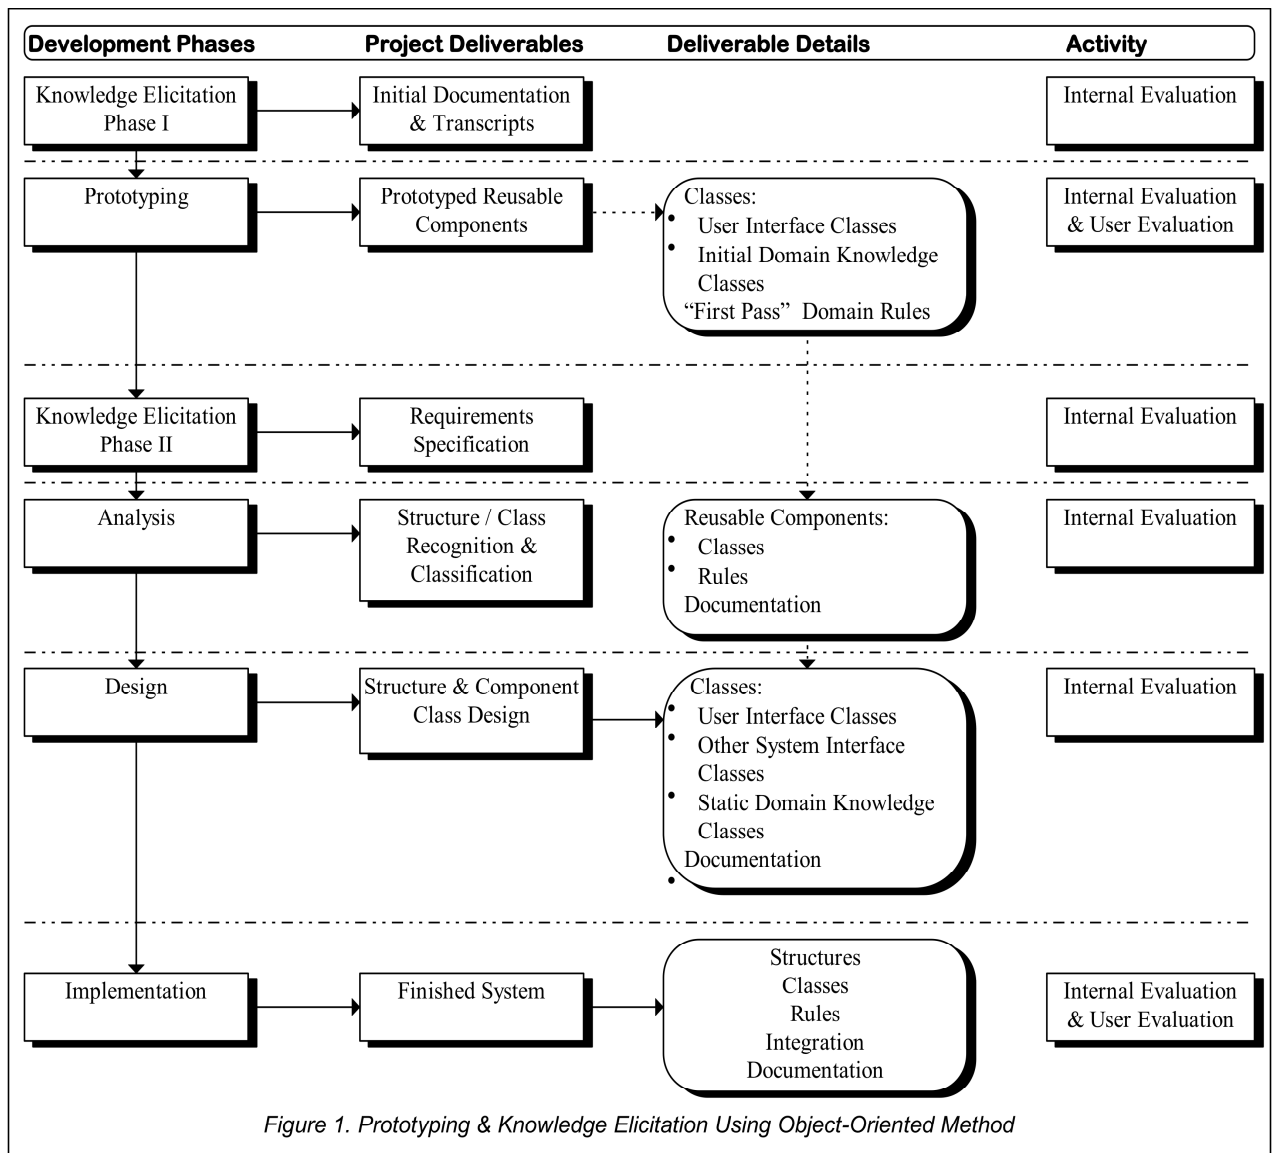 Development Phases Project Deliverables Deliverable Details Activity
Knowledge Elicitation
Phase I
Initial Documentation
& Transcripts
Internal Evaluation
Prototyping
Prototyped Reusable
Components
Classes:
• User Interface Classes
• Initial Domain Knowledge
Classes
“First Pass” Domain Rules
Internal Evaluation
& User Evaluation
Knowledge Elicitation
Phase II
Requirements
Specification
Internal Evaluation
Analysis
Structure / Class
Recognition &
Classification
Reusable Components:
• Classes
• Rules
Documentation
Internal Evaluation
Design
Structure & Component
Class Design
Classes:
• User Interface Classes
• Other System Interface
Classes
• Static Domain Knowledge
Classes
Documentation
•
Internal Evaluation
Implementation
Finished System
Structures
Classes
Rules
Integration
Documentation
Internal Evaluation
& User Evaluation
Figure 1. Prototyping & Knowledge Elicitation Using Object-Oriented Method